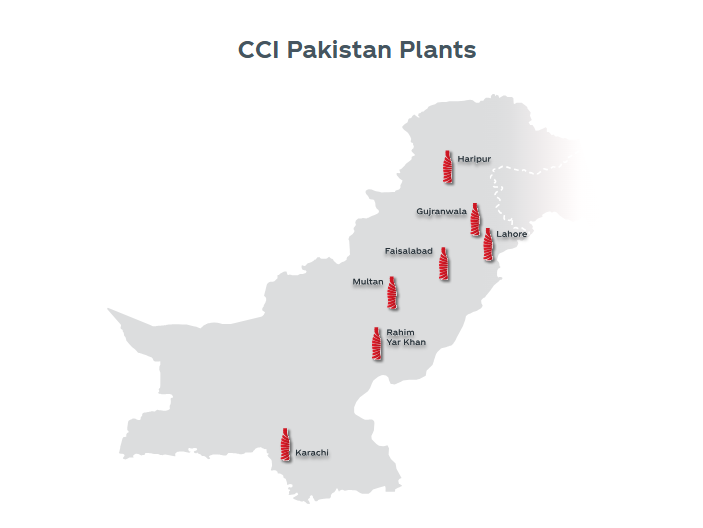 CCI Pakistan Plants
Haripur
Gujranwala
Lahore
Faisalabad
Multan
Rahim
Yar Khan
Karachi